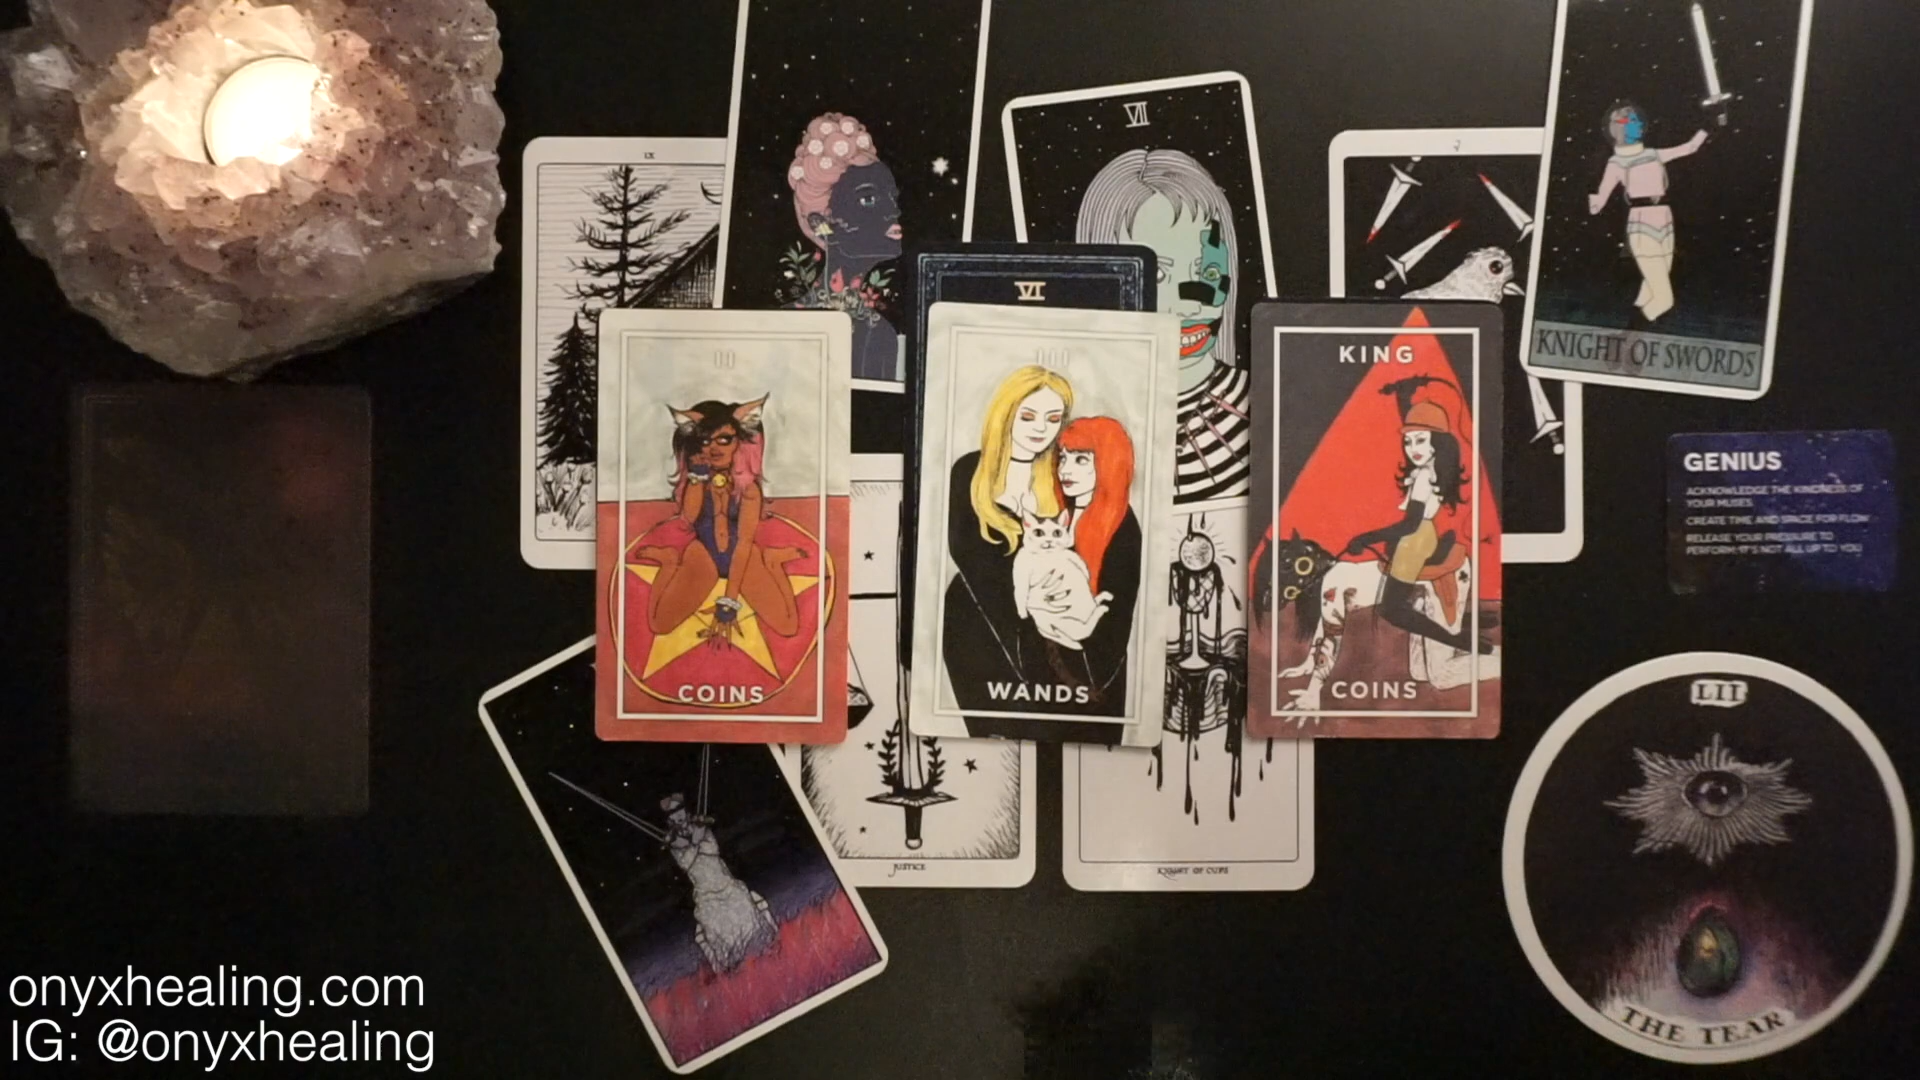 IX
VII
V
VI
KNIGHT OF SWORDS
II
COINS
III
WANDS
KING
COINS
GENIUS
ACKNOWLEDGE THE KINDNESS OF
YOUR MUSES.
CREATE TIME AND SPACE FOR FLOW
RELEASE YOUR PRESSURE TO
PERFORM; IT'S NOT ALL UP TO YOU
JUSTICE
KNIGHT OF CUPS
LII
THE TEAR
onyxhealing.com
IG: @onyxhealing